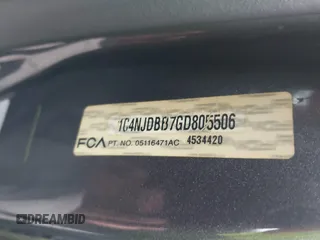 1C4NJDBB7GD805506
FCA PT. NO. 05116471AC 4534420
DREAMBID